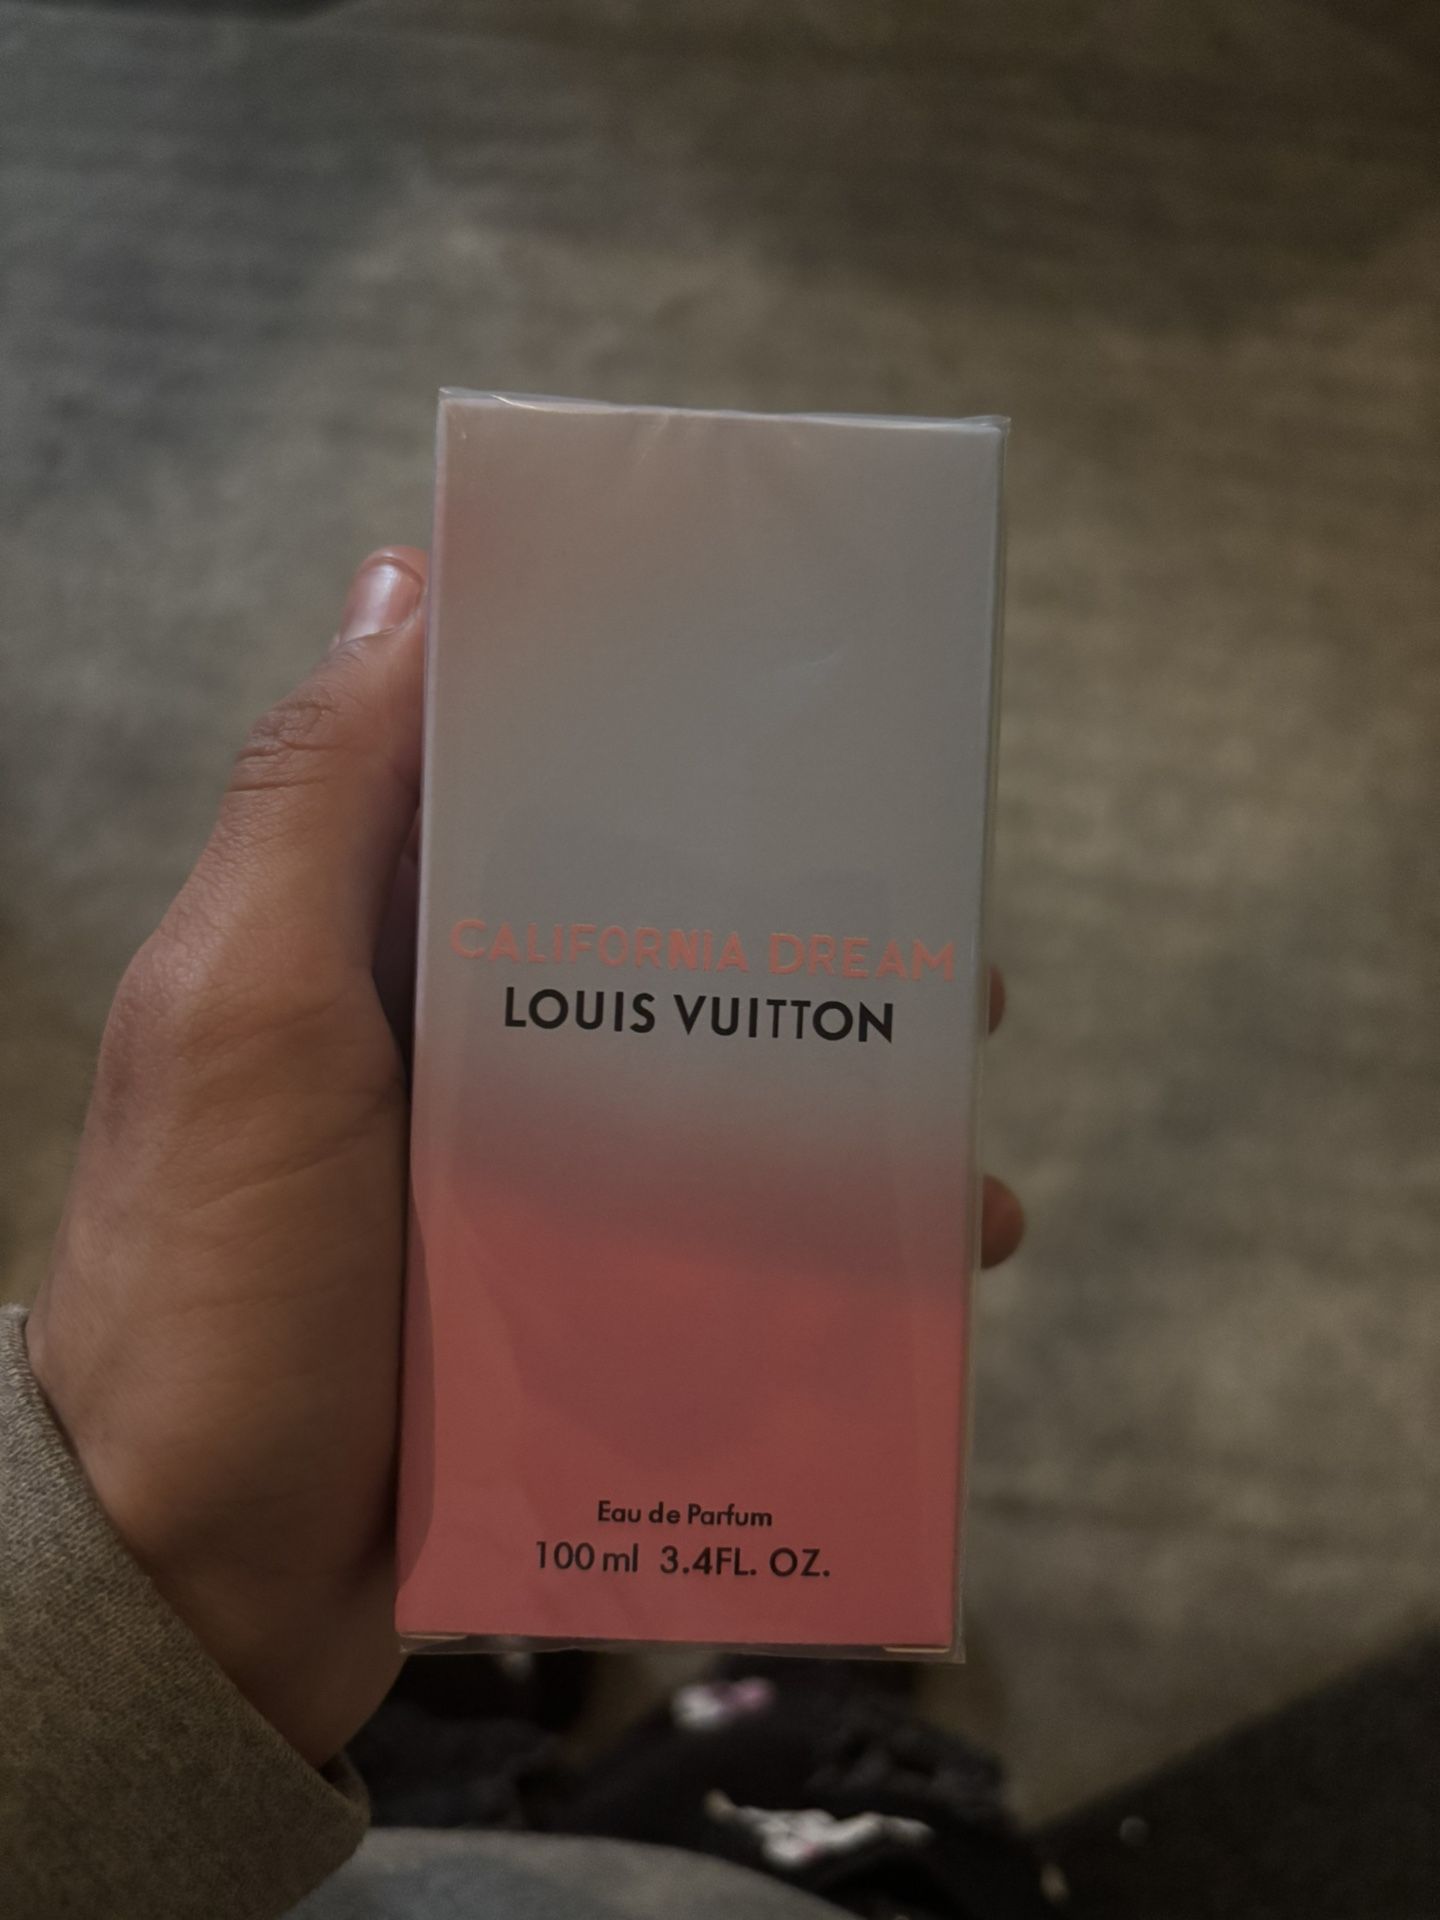 CALIFORNIA DREAM
LOUIS VUITTON
Eau de Parfum
100 ml 3.4FL. OZ.